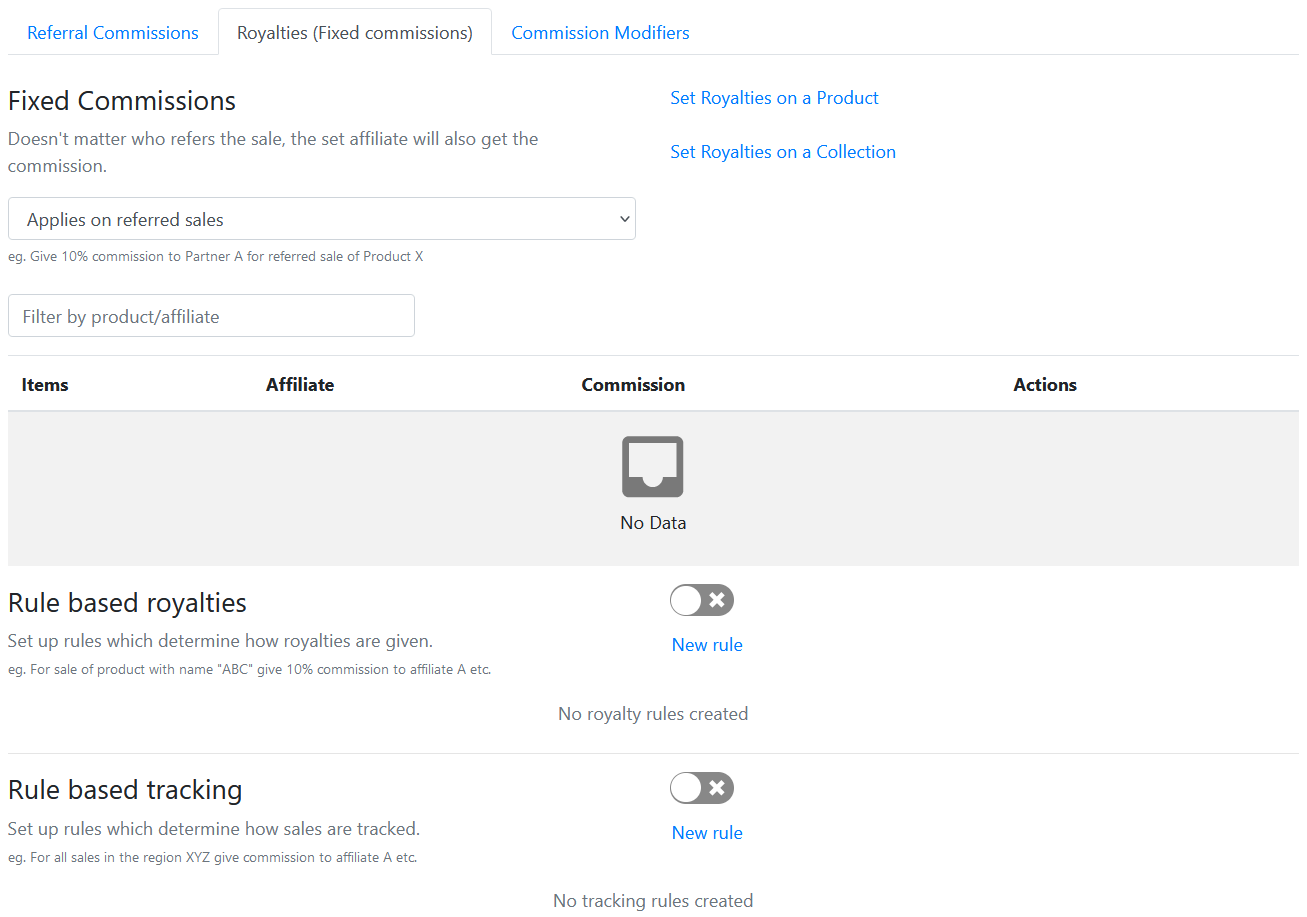 Referral Commissions
Royalties (Fixed commissions)
Commission Modifiers
Fixed Commissions
Doesn't matter who refers the sale, the set affiliate will also get the
commission.
Set Royalties on a Product
Set Royalties on a Collection
Applies on referred sales
eg. Give 10% commission to Partner A for referred sale of Product X
Filter by product/affiliate
Items
Affiliate
Commission
Actions
No Data
Rule based royalties
Set up rules which determine how royalties are given.
eg. For sale of product with name "ABC" give 10% commission to affiliate A etc.
New rule
No royalty rules created
Rule based tracking
Set up rules which determine how sales are tracked.
eg. For all sales in the region XYZ give commission to affiliate A etc.
New rule
No tracking rules created